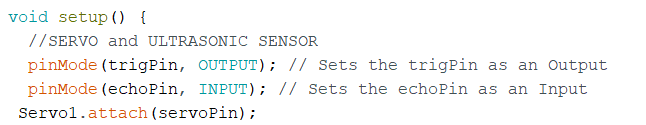 void setup() {
  //SERVO and ULTRASONIC SENSOR
  pinMode(trigPin, OUTPUT); // Sets the trigPin as an Output
  pinMode(echoPin, INPUT); // Sets the echoPin as an Input
 Servo1.attach(servoPin);